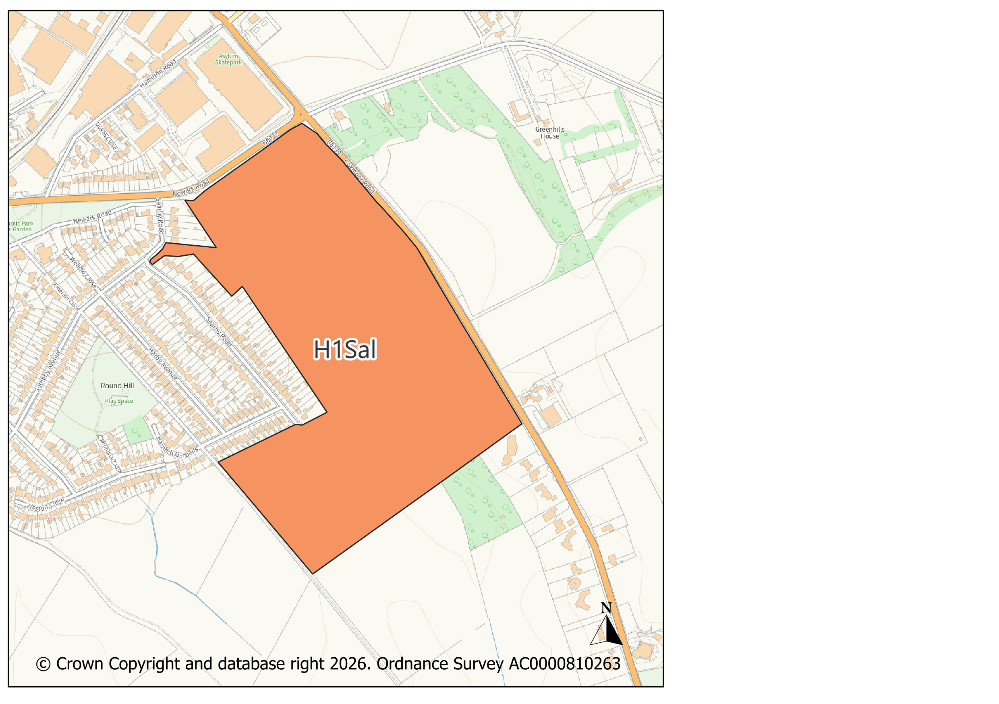 Asylum
Skatepark
Hamilton Road
Dukes Close
B6022
B6139
Coxmoor Road
Greenhills
House
Newark Road
Searby Road
Newark Road
blic Park
r Garden
Wellow Close
Emerald Close
Searby Road
H1Sal
Harby Avenue
Sotheby Avenue
Round Hill
Play Space
Barnhill Gardens
Roundhill Close
Weston Close
N
© Crown Copyright and database right 2026. Ordnance Survey AC0000810263